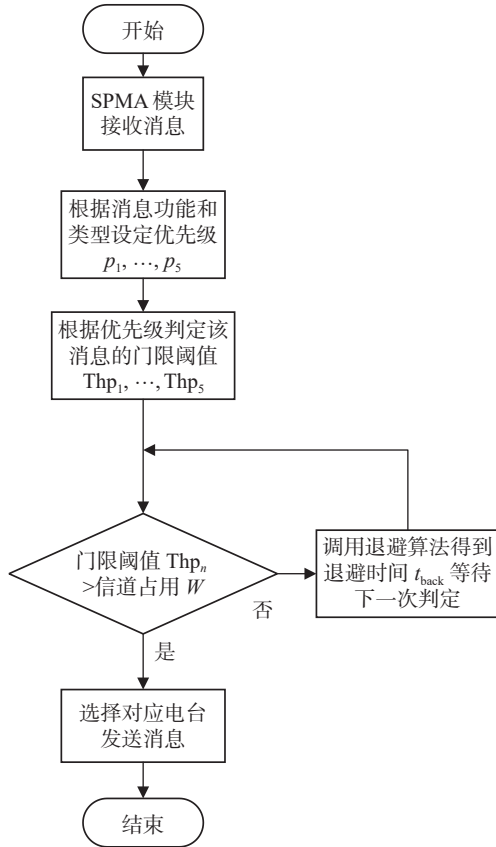 开始
SPMA 模块
接收消息
根据消息功能和
类型设定优先级
p₁, …, p₅
根据优先级判定该
消息的门限阈值
Thp₁, …, Thp₅
门限阈值 Thpₙ
>信道占用 W
否
调用退避算法得到
退避时间 t_back 等待
下一次判定
是
选择对应电台
发送消息
结束